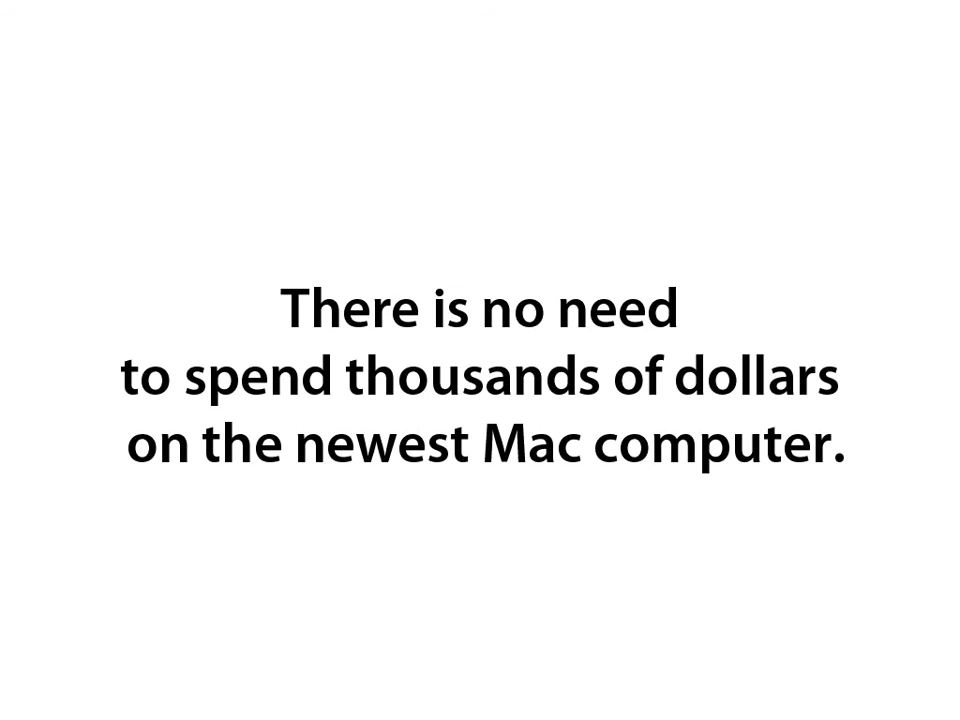 There is no need
to spend thousands of dollars
on the newest Mac computer.